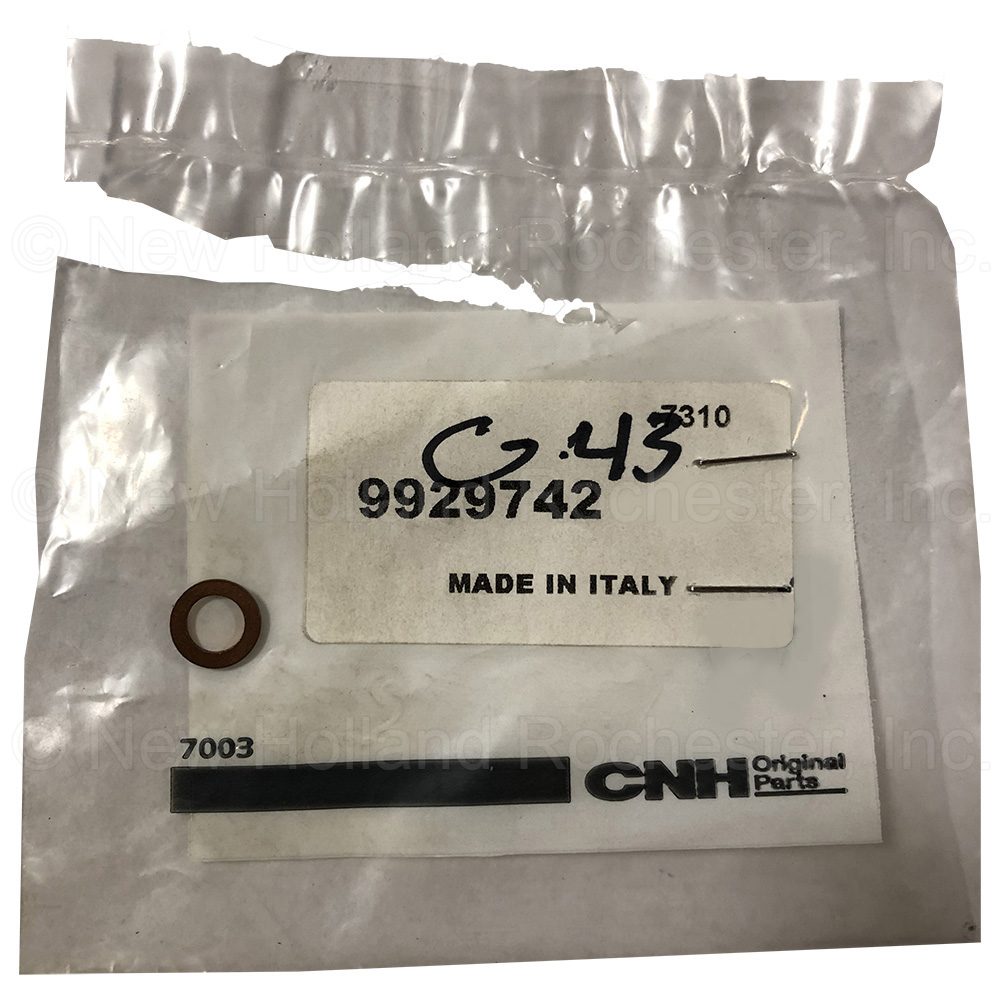 © New Holland Rochester, Inc.
7310
G.43
9929742
© New Holland Rochester, Inc.
MADE IN ITALY
7003
© New Holland Rochester, Inc.
CNH Original Parts